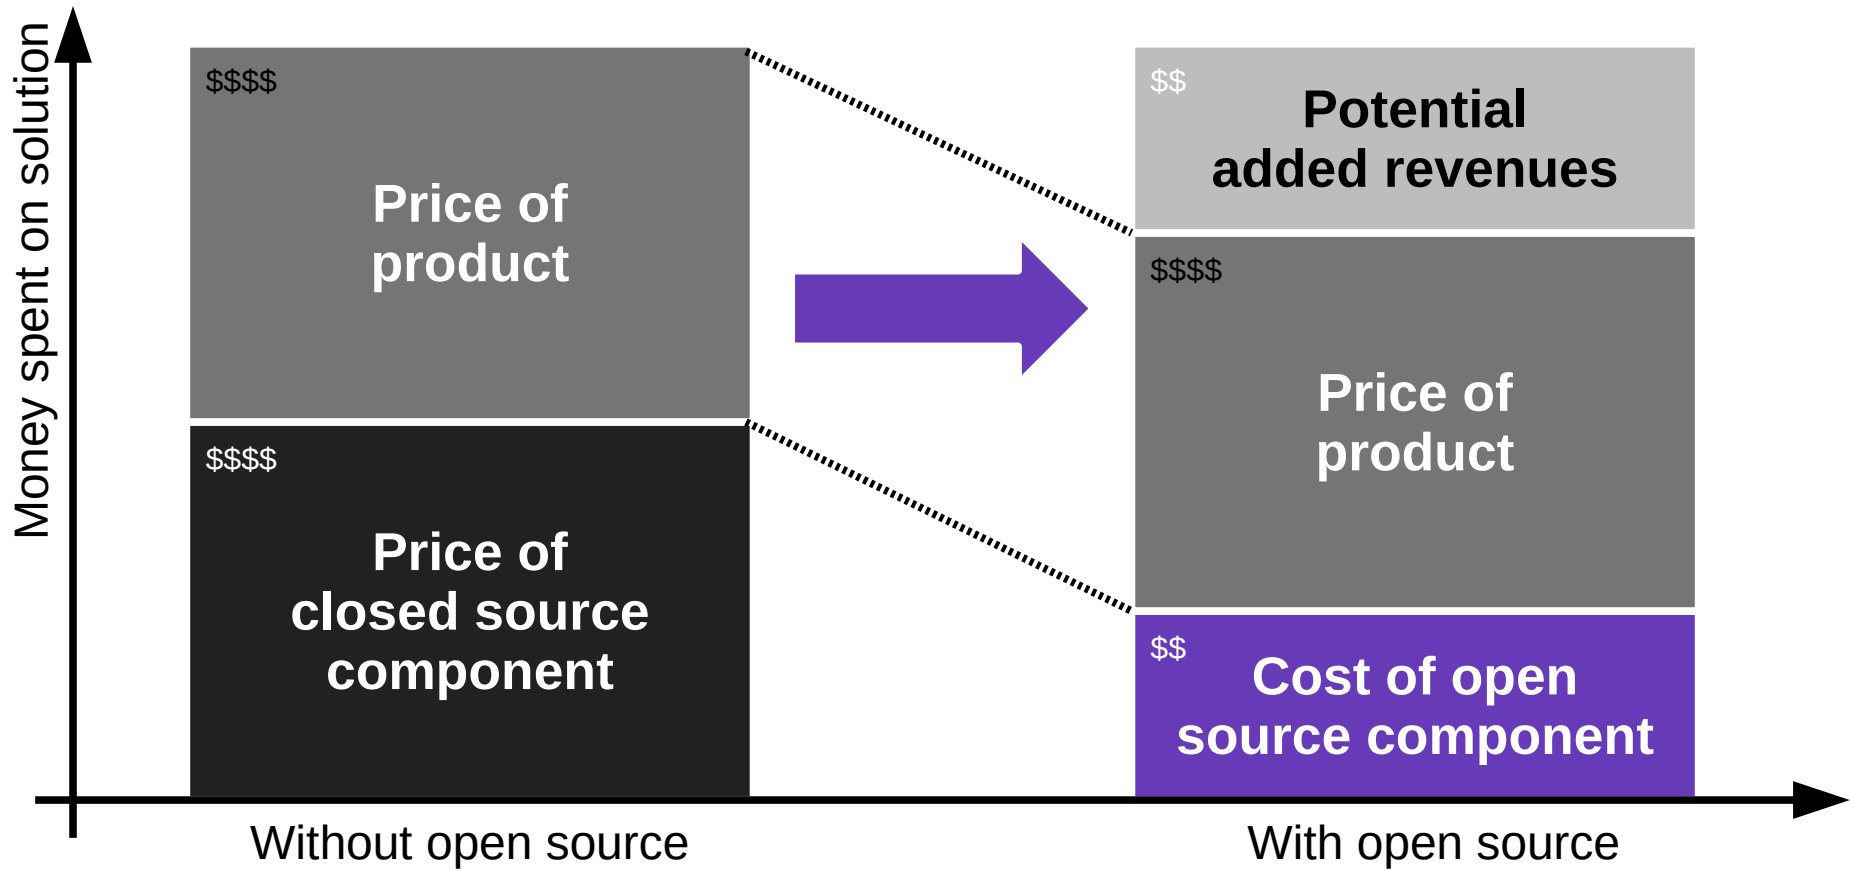 Money spent on solution
$$$$
Price of
product
$$$$
Price of
closed source
component
Without open source
$$
Potential
added revenues
$$$$
Price of
product
$$
Cost of open
source component
With open source